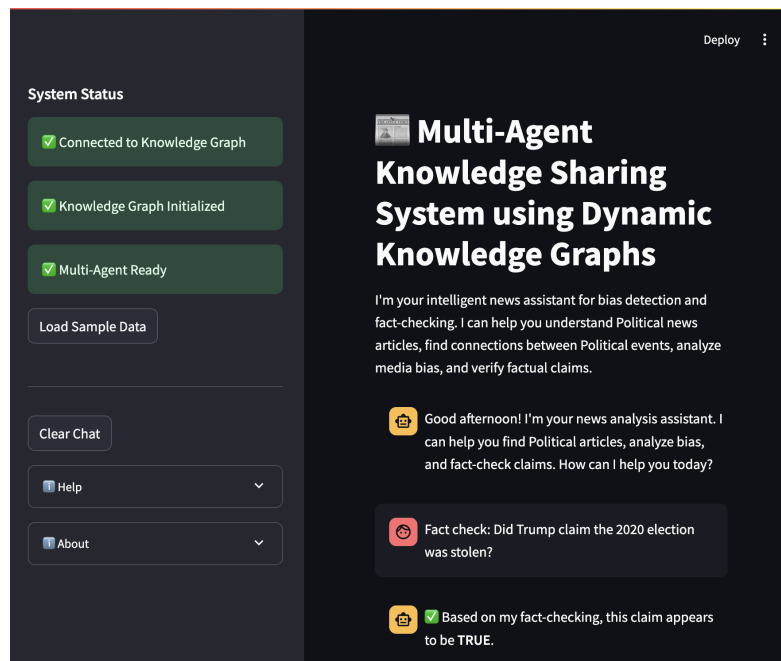 Deploy
System Status
✅ Connected to Knowledge Graph
✅ Knowledge Graph Initialized
✅ Multi-Agent Ready
Load Sample Data
Clear Chat
ℹ️ Help
ℹ️ About
📰 Multi-Agent
Knowledge Sharing
System using Dynamic
Knowledge Graphs
I'm your intelligent news assistant for bias detection and
fact-checking. I can help you understand Political news
articles, find connections between Political events, analyze
media bias, and verify factual claims.
Good afternoon! I'm your news analysis assistant. I
can help you find Political articles, analyze bias,
and fact-check claims. How can I help you today?
Fact check: Did Trump claim the 2020 election
was stolen?
✅ Based on my fact-checking, this claim appears
to be TRUE.